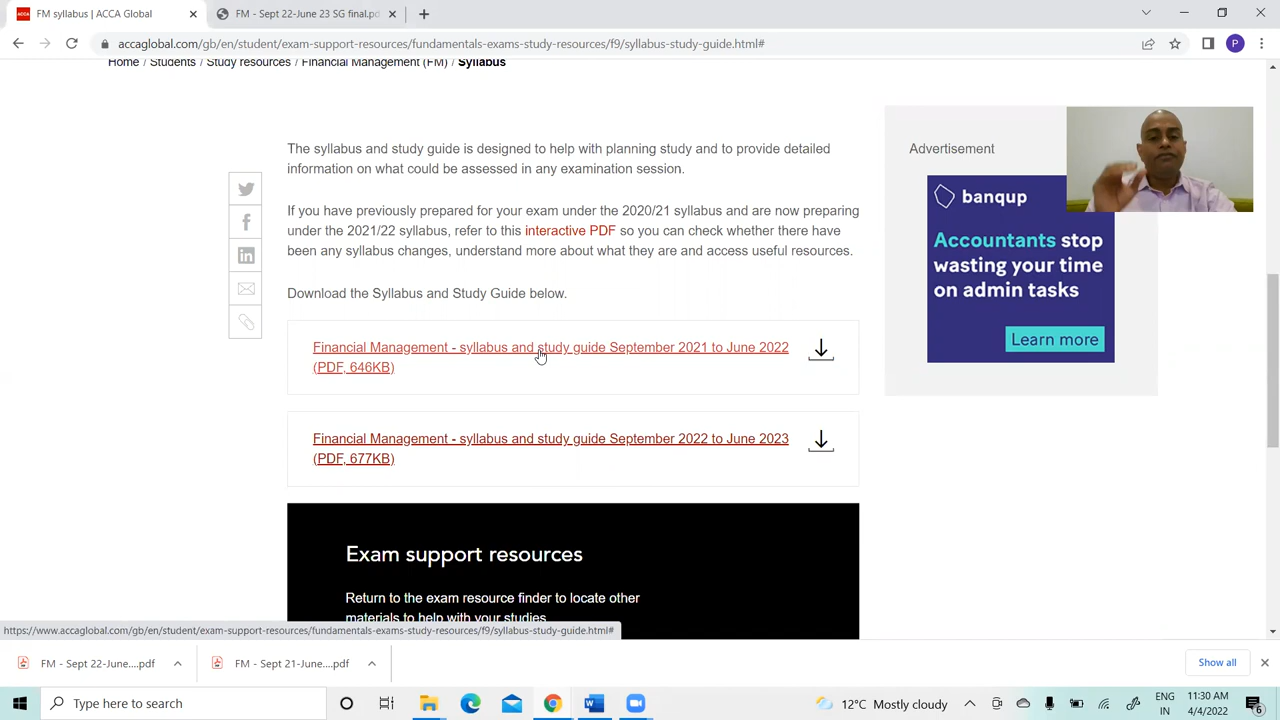 FM syllabus | ACCA Global
FM - Sept 22-June 23 SG final.pd
accaglobal.com/gb/en/student/exam-support-resources/fundamentals-exams-study-resources/f9/syllabus-study-guide.html#
P
Home / Students / Study resources / Financial Management (FM) / Syllabus
The syllabus and study guide is designed to help with planning study and to provide detailed
information on what could be assessed in any examination session.
If you have previously prepared for your exam under the 2020/21 syllabus and are now preparing
under the 2021/22 syllabus, refer to this interactive PDF so you can check whether there have
been any syllabus changes, understand more about what they are and access useful resources.
Download the Syllabus and Study Guide below.
Financial Management - syllabus and study guide September 2021 to June 2022
(PDF, 646KB)
Financial Management - syllabus and study guide September 2022 to June 2023
(PDF, 677KB)
Exam support resources
Return to the exam resource finder to locate other
materials to help with your studies
Advertisement
banqup
Accountants stop
wasting your time
on admin tasks
Learn more
https://www.accaglobal.com/gb/en/student/exam-support-resources/fundamentals-exams-study-resources/f9/syllabus-study-guide.html#
FM - Sept 22-June....pdf
FM - Sept 21-June....pdf
Show all
Type here to search
12°C Mostly cloudy
ENG
IN
11:30 AM
4/4/2022
6